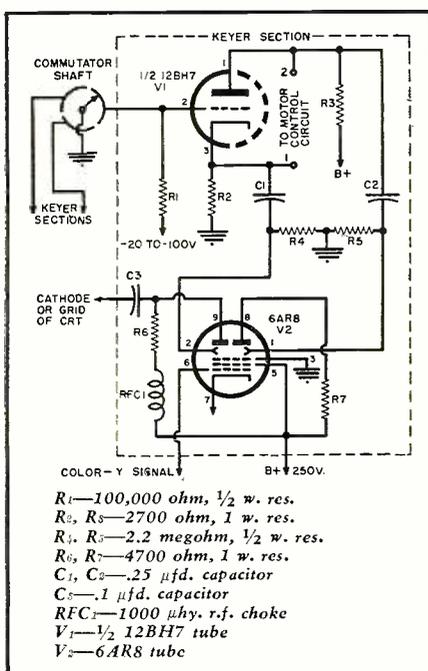 KEYER SECTION
COMMUTATOR
SHAFT
1/2 12BH7
V1
1
2
3
2
TO MOTOR
CONTROL
CIRCUIT
1
R3
B+
C2
C1
R1
R2
-20 TO-100V.
KEYER
SECTIONS
R4
R5
C3
CATHODE
OR GRID
OF CRT
R6
RFC1
9
8
6AR8
V2
2
1
6
3
5
7
R7
COLOR-Y SIGNAL
B+ 250V.
R1—100,000 ohm, ½ w. res.
R2, R3—2700 ohm, 1 w. res.
R4, R5—2.2 megohm, ½ w. res.
R6, R7—4700 ohm, 1 w. res.
C1, C2—.25 µfd. capacitor
C3—.1 µfd. capacitor
RFC1—1000 µhy. r.f. choke
V1—½ 12BH7 tube
V2—6AR8 tube